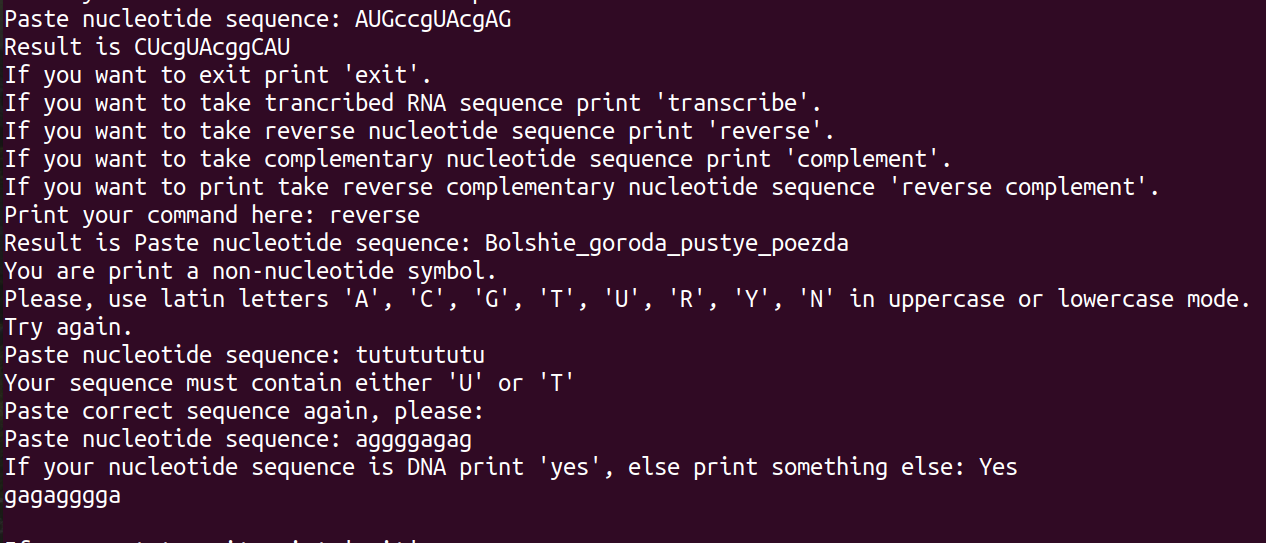 Paste nucleotide sequence: AUGccgUAcgAG
Result is CUcgUAcggCAU
If you want to exit print 'exit'.
If you want to take trancribed RNA sequence print 'transcribe'.
If you want to take reverse nucleotide sequence print 'reverse'.
If you want to take complementary nucleotide sequence print 'complement'.
If you want to print take reverse complementary nucleotide sequence 'reverse complement'.
Print your command here: reverse
Result is Paste nucleotide sequence: Bolshie_goroda_pustye_poezda
You are print a non-nucleotide symbol.
Please, use latin letters 'A', 'C', 'G', 'T', 'U', 'R', 'Y', 'N' in uppercase or lowercase mode.
Try again.
Paste nucleotide sequence: tutututututu
Your sequence must contain either 'U' or 'T'
Paste correct sequence again, please:
Paste nucleotide sequence: aggggagag
If your nucleotide sequence is DNA print 'yes', else print something else: Yes
gagagggga